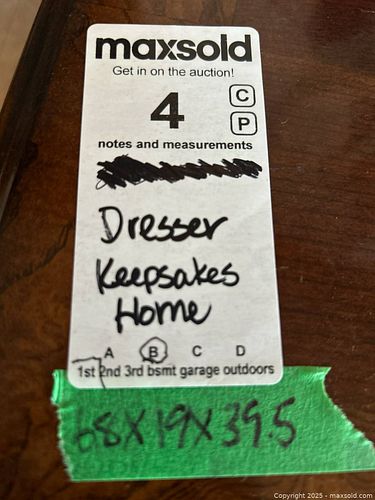 maxsold
Get in on the auction!
4 C
P
notes and measurements
Dresser
Keepsakes
Home
A B C D
1st 2nd 3rd bsmt garage outdoors
68X19X39.5
Copyright © 2025 - maxsold.com